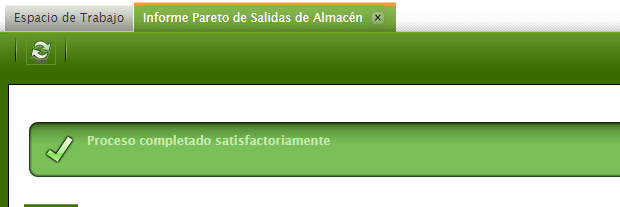 Espacio de Trabajo
Informe Pareto de Salidas de Almacén
Proceso completado satisfactoriamente